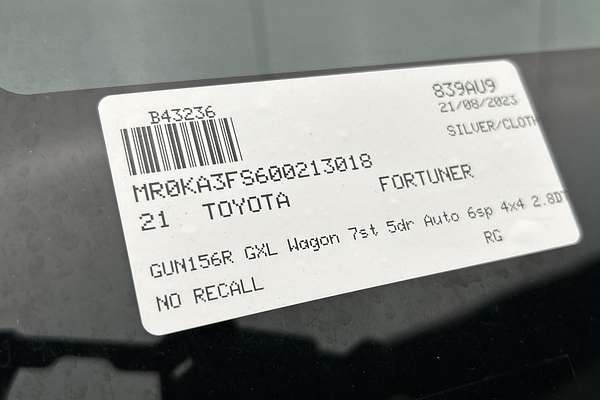 B43236
839AU9
21/08/2023
SILVER/CLOTH
MR0KA3FS600213018
21 TOYOTA FORTUNER
GUN156R GXL Wagon 7st 5dr Auto 6sp 4x4 2.8DT
RG
NO RECALL